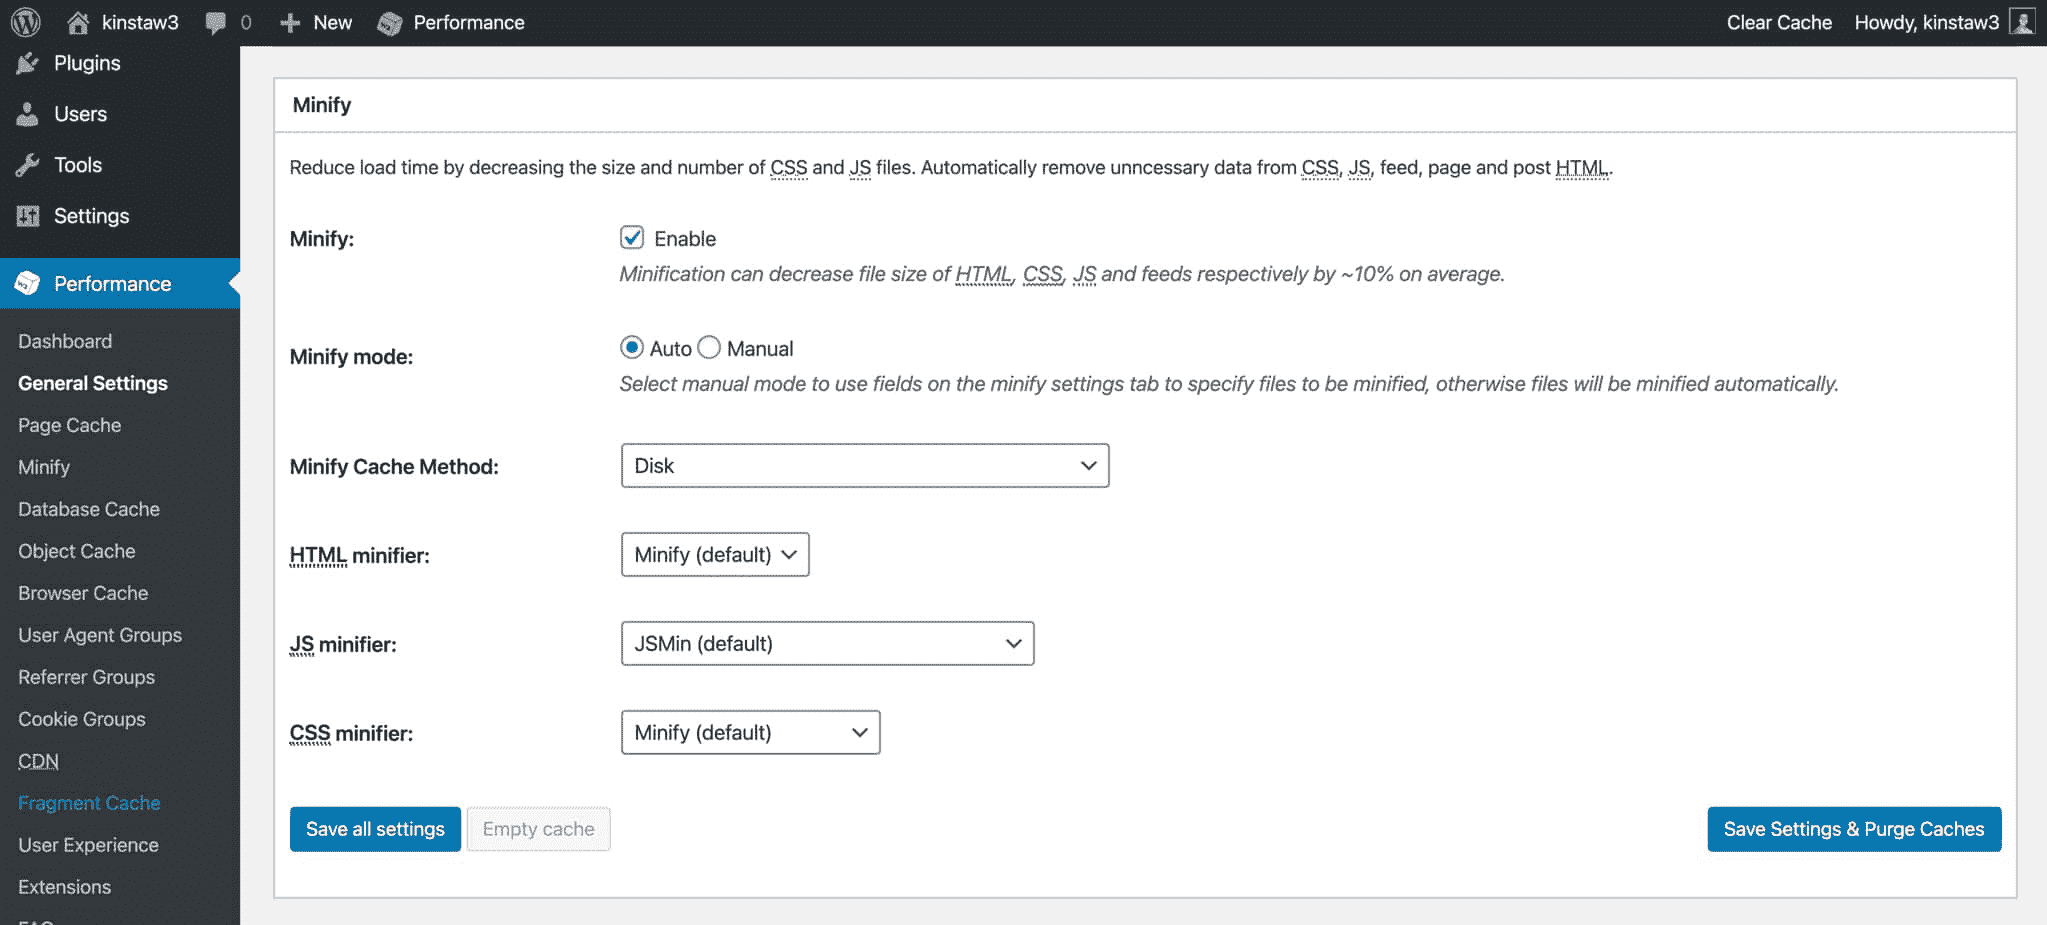 kinstaw3 0 New Performance Clear Cache Howdy, kinstaw3
Plugins
Users
Tools
Settings
Performance
Dashboard
General Settings
Page Cache
Minify
Database Cache
Object Cache
Browser Cache
User Agent Groups
Referrer Groups
Cookie Groups
CDN
Fragment Cache
User Experience
Extensions
FAQ
Minify
Reduce load time by decreasing the size and number of CSS and JS files. Automatically remove unncessary data from CSS, JS, feed, page and post HTML.
Minify: Enable
Minification can decrease file size of HTML, CSS, JS and feeds respectively by ~10% on average.
Minify mode: Auto Manual
Select manual mode to use fields on the minify settings tab to specify files to be minified, otherwise files will be minified automatically.
Minify Cache Method: Disk
HTML minifier: Minify (default)
JS minifier: JSMin (default)
CSS minifier: Minify (default)
Save all settings Empty cache Save Settings & Purge Caches